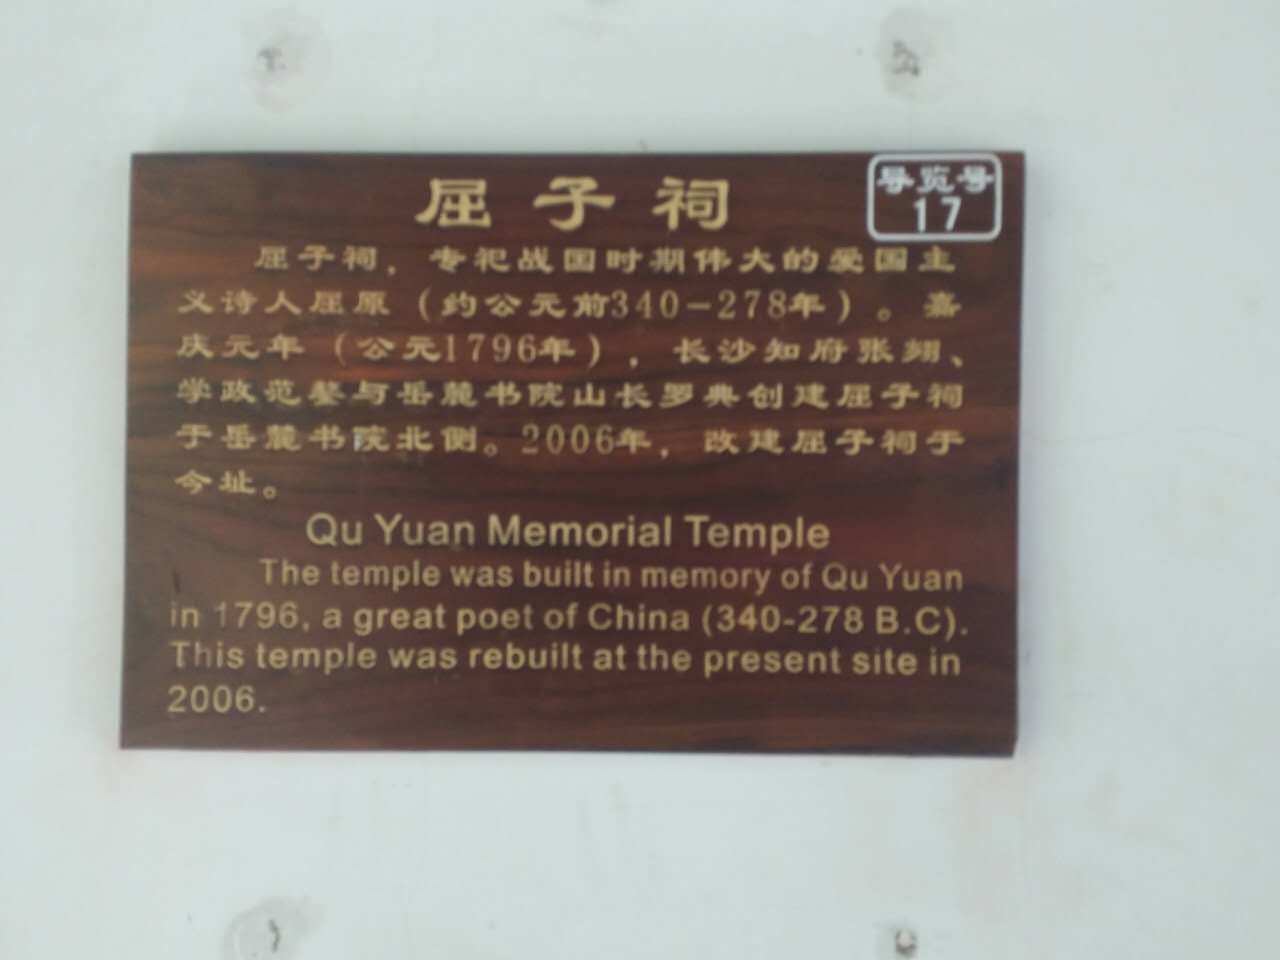 屈子祠
导览号
17
屈子祠，专祀战国时期伟大的爱国主
义诗人屈原（约公元前340-278年）。嘉
庆元年（公元1796年），长沙知府张翙、
学政范鏊与岳麓书院山长罗典创建屈子祠
于岳麓书院北侧。2006年，改建屈子祠于
今址。
Qu Yuan Memorial Temple
The temple was built in memory of Qu Yuan
in 1796, a great poet of China (340-278 B.C).
This temple was rebuilt at the present site in
2006.